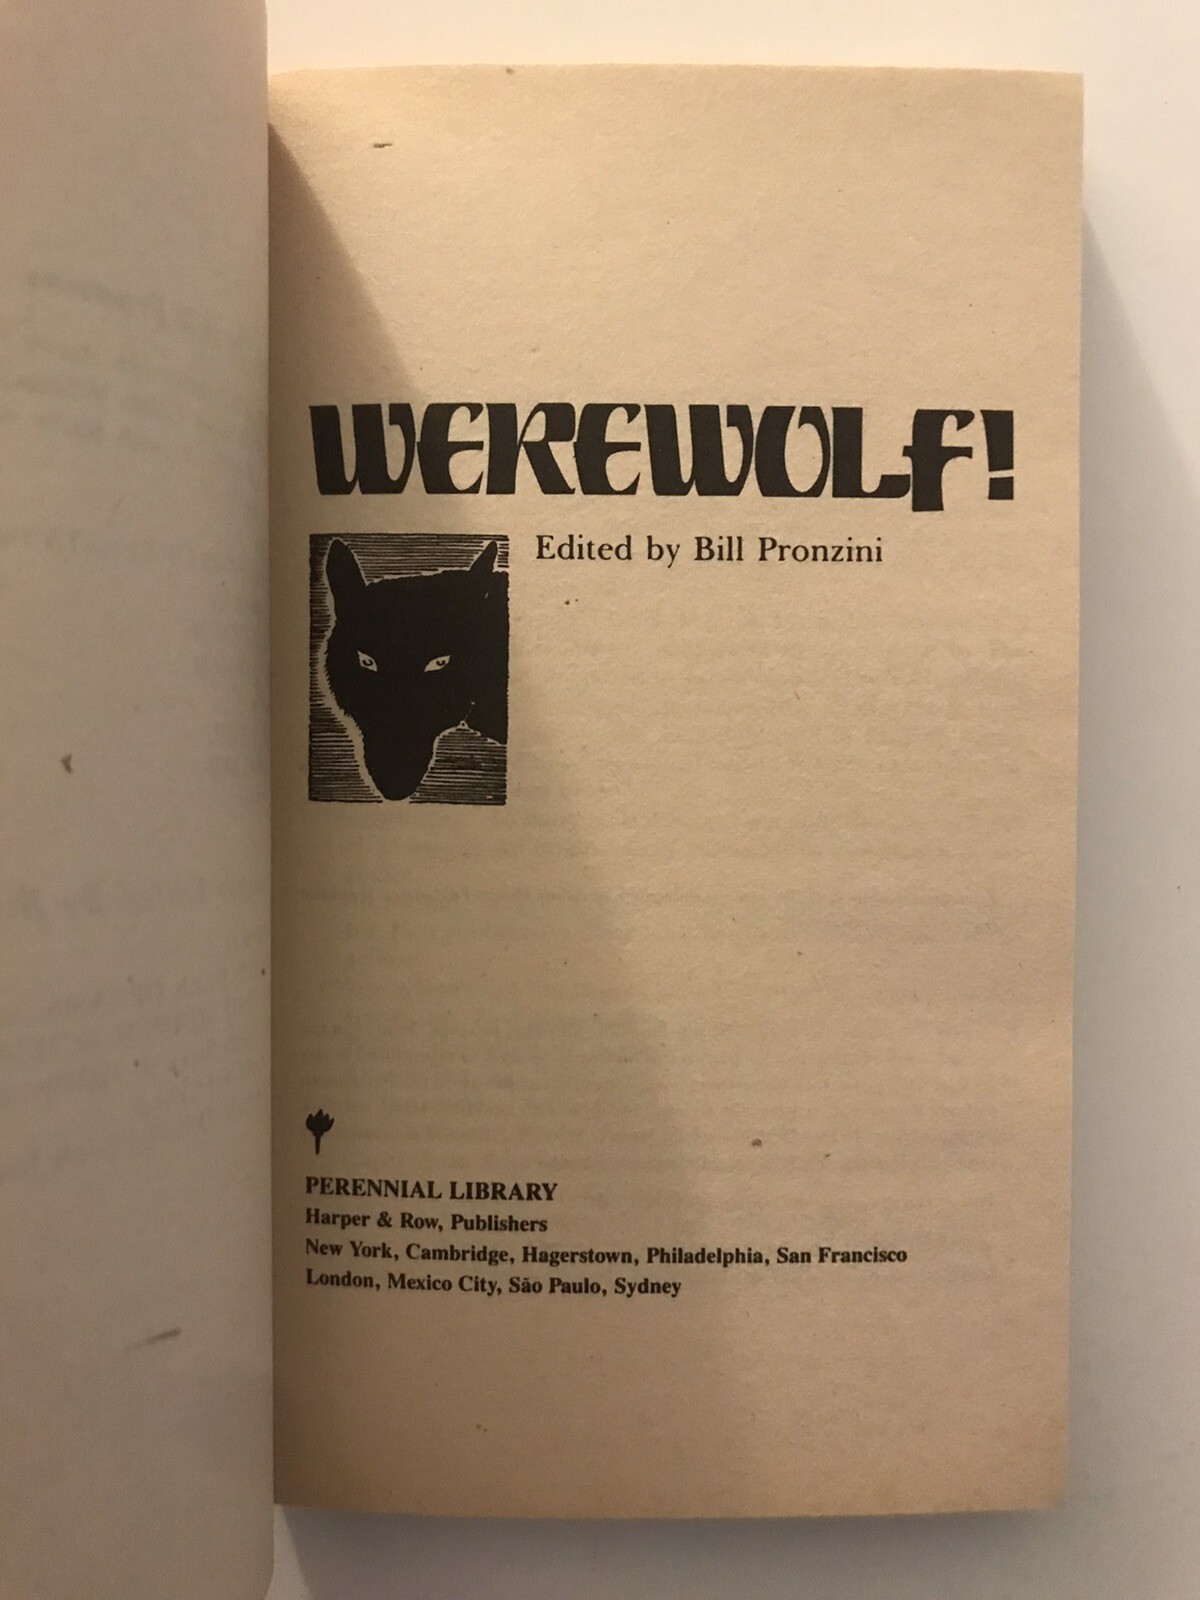 WEREWOLF!
Edited by Bill Pronzini
PERENNIAL LIBRARY
Harper & Row, Publishers
New York, Cambridge, Hagerstown, Philadelphia, San Francisco
London, Mexico City, São Paulo, Sydney